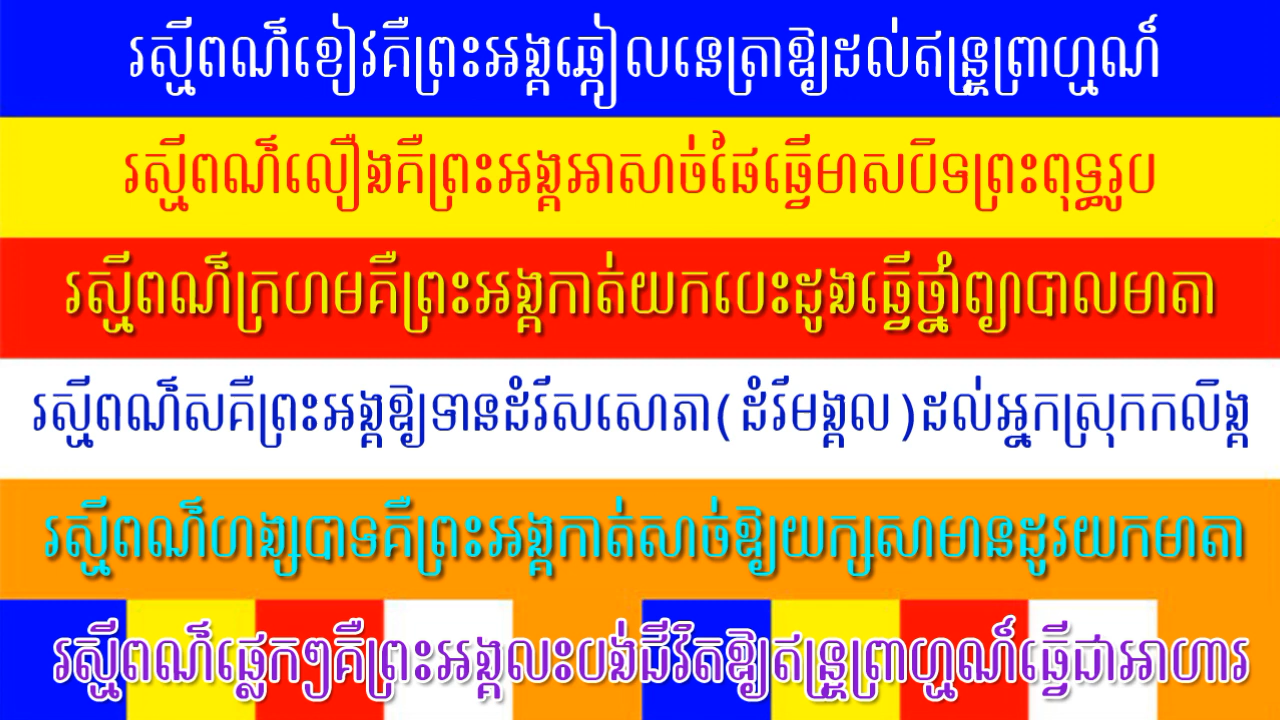 រស្មីពណ៌ខៀវគឺព្រះអង្គឆ្កៀលនេត្រាឱ្យដល់ឥន្ទ្រព្រាហ្មណ៍
រស្មីពណ៌លឿងគឺព្រះអង្គអាសាច់ផៃធ្វើមាសបិទព្រះពុទ្ធរូប
រស្មីពណ៌ក្រហមគឺព្រះអង្គកាត់យកបេះដូងធ្វើថ្នាំព្យាបាលមាតា
រស្មីពណ៌សគឺព្រះអង្គឱ្យទានដំរីសសោភា(ដំរីមង្គល)ដល់អ្នកស្រុកកលិង្គ
រស្មីពណ៌ហង្សបាទគឺព្រះអង្គកាត់សាច់ឱ្យយក្សសាមានដូរយកមាតា
រស្មីពណ៌ផ្លេកៗគឺព្រះអង្គលះបង់ជីវិតឱ្យឥន្ទ្រព្រាហ្មណ៍ធ្វើជាអាហារ